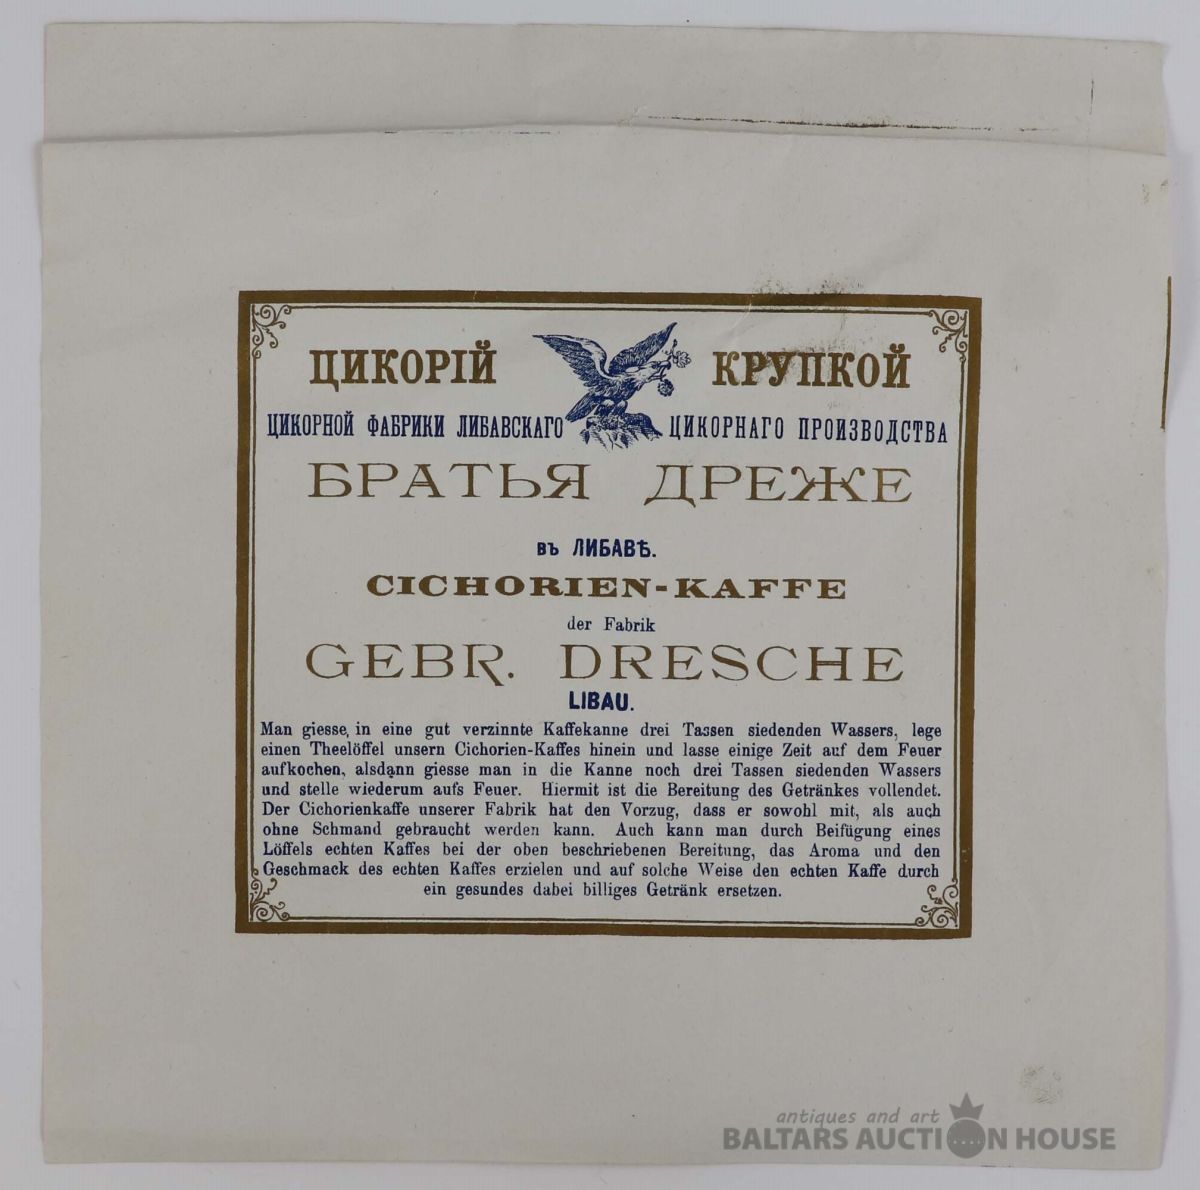 ЦИКОРІЙ КРУПКОЙ
ЦИКОРНОЙ ФАБРИКИ ЛИБАВСКАГО ЦИКОРНАГО ПРОИЗВОДСТВА
БРАТЬЯ ДРЕЖЕ
въ ЛИБАВѢ.
CICHORIEN-KAFFE
der Fabrik
GEBR. DRESCHE
LIBAU.
Man giesse, in eine gut verzinnte Kaffekanne drei Tassen siedenden Wassers, lege
einen Theelöffel unsern Cichorien-Kaffes hinein und lasse einige Zeit auf dem Feuer
aufkochen, alsdann giesse man in die Kanne noch drei Tassen siedenden Wassers
und stelle wiederum aufs Feuer. Hiermit ist die Bereitung des Getränkes vollendet.
Der Cichorienkaffe unserer Fabrik hat den Vorzug, dass er sowohl mit, als auch
ohne Schmand gebraucht werden kann. Auch kann man durch Beifügung eines
Löffels echten Kaffes bei der oben beschriebenen Bereitung, das Aroma und den
Geschmack des echten Kaffes erzielen und auf solche Weise den echten Kaffe durch
ein gesundes dabei billiges Getränk ersetzen.
antiques and art
BALTARS AUCTION HOUSE